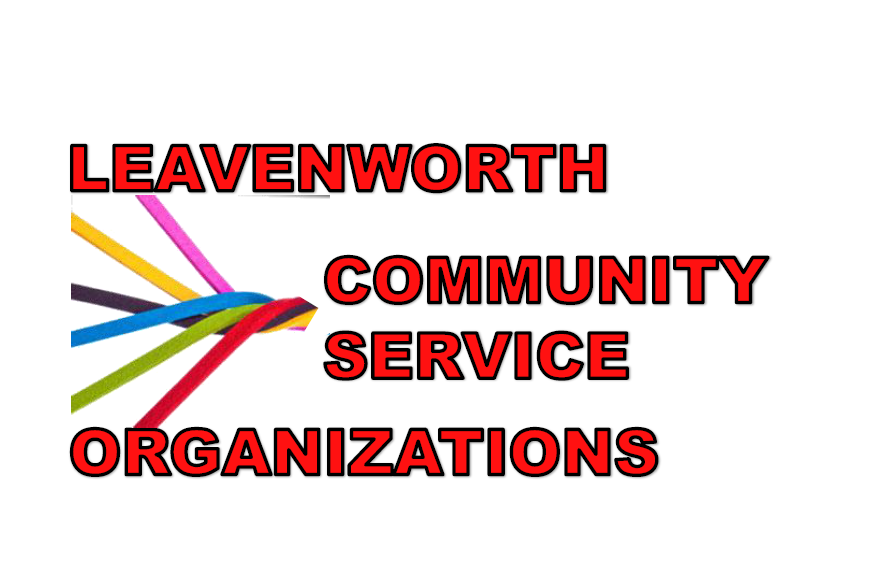 LEAVENWORTH
COMMUNITY
SERVICE
ORGANIZATIONS